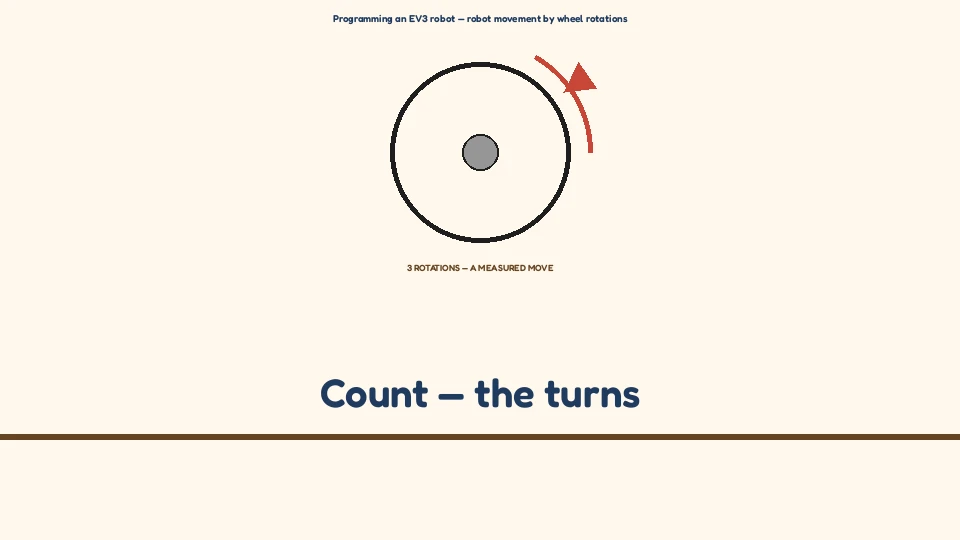 Programming an EV3 robot — robot movement by wheel rotations
3 ROTATIONS — A MEASURED MOVE
Count — the turns